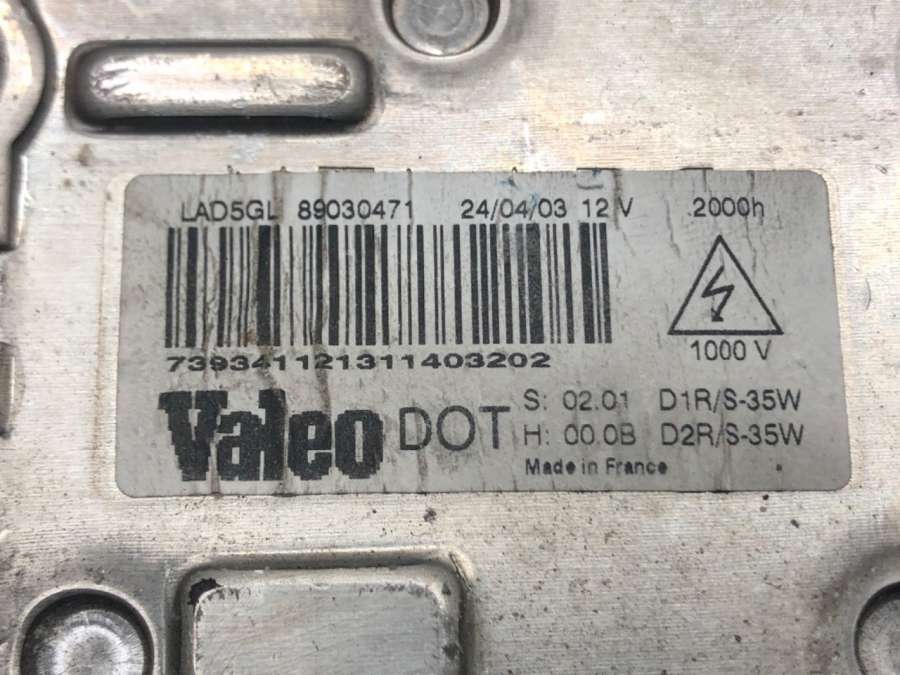 LAD5GL 89030471 24/04/03 12 V 2000h
739341121311403202
1000 V
Valeo DOT
S: 02.01 D1R/S-35W
H: 00.0B D2R/S-35W
Made in France